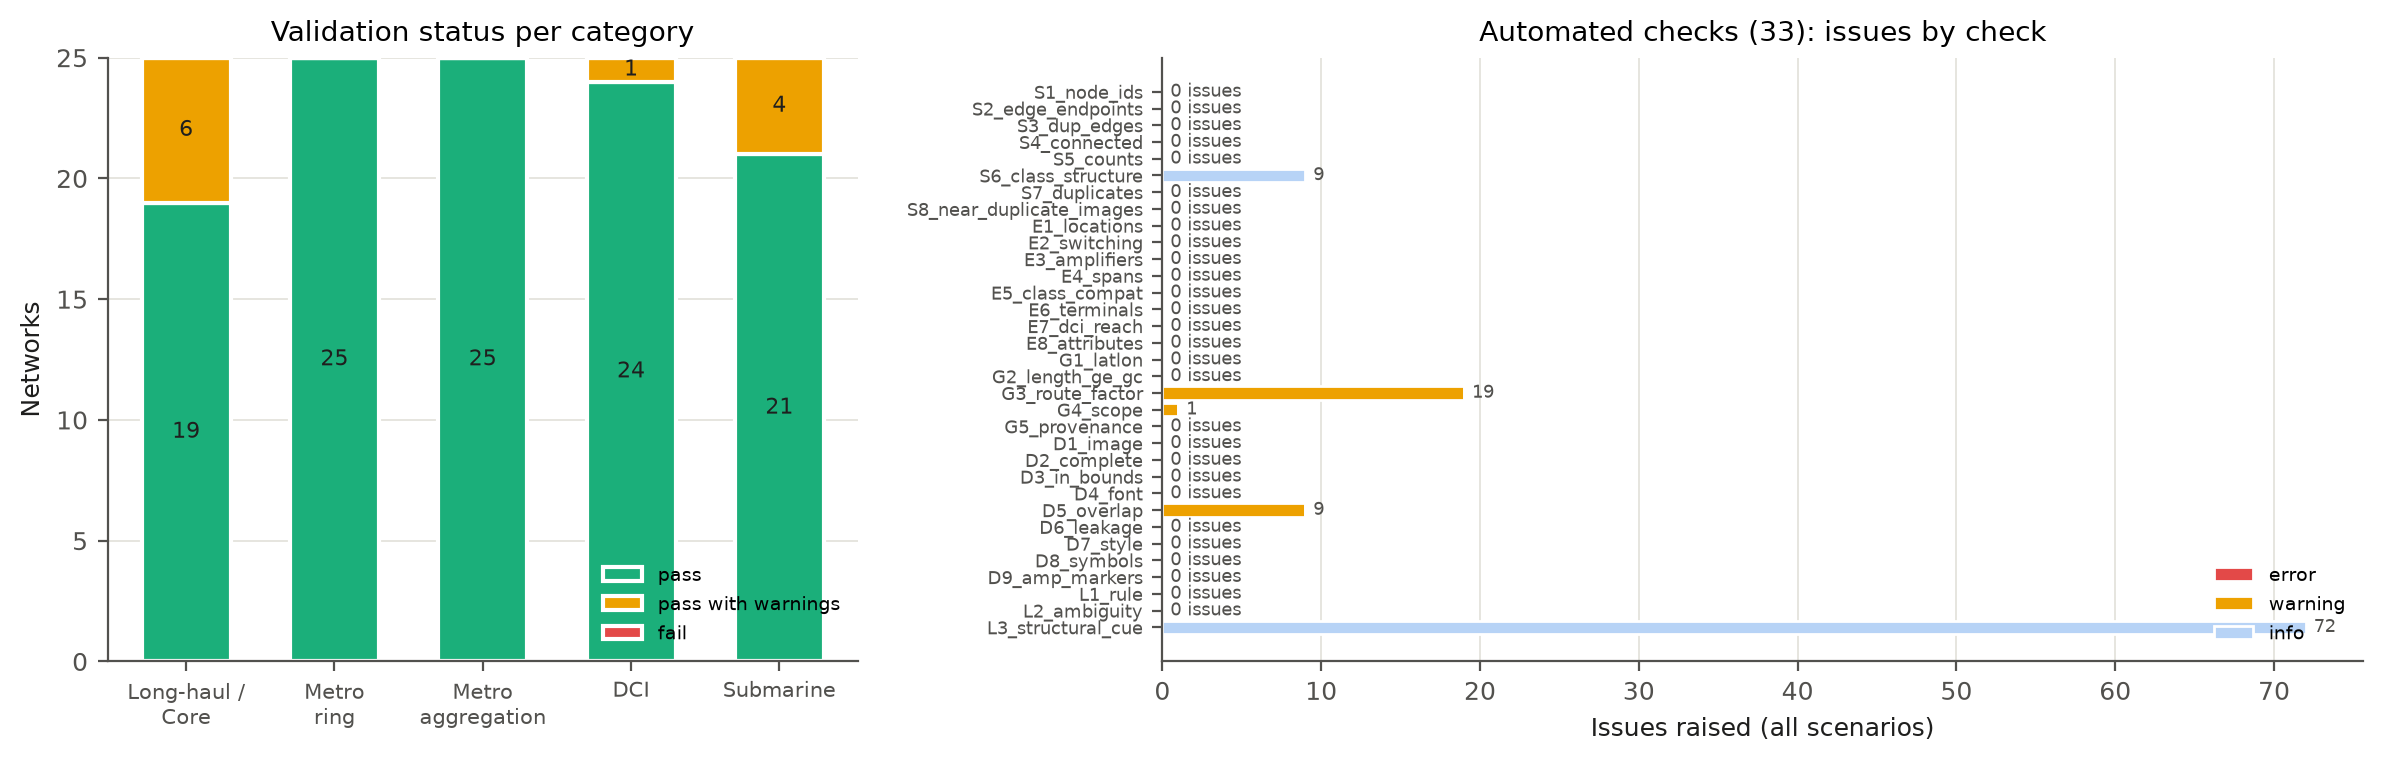 Validation status per category
Networks
25
20
15
10
5
0
6
19
25
25
1
24
4
21
pass
pass with warnings
fail
Long-haul /
Core
Metro
ring
Metro
aggregation
DCI
Submarine
Automated checks (33): issues by check
S1_node_ids 0 issues
S2_edge_endpoints 0 issues
S3_dup_edges 0 issues
S4_connected 0 issues
S5_counts 0 issues
S6_class_structure 9
S7_duplicates 0 issues
S8_near_duplicate_images 0 issues
E1_locations 0 issues
E2_switching 0 issues
E3_amplifiers 0 issues
E4_spans 0 issues
E5_class_compat 0 issues
E6_terminals 0 issues
E7_dci_reach 0 issues
E8_attributes 0 issues
G1_latlon 0 issues
G2_length_ge_gc 0 issues
G3_route_factor 19
G4_scope 1
G5_provenance 0 issues
D1_image 0 issues
D2_complete 0 issues
D3_in_bounds 0 issues
D4_font 0 issues
D5_overlap 9
D6_leakage 0 issues
D7_style 0 issues
D8_symbols 0 issues
D9_amp_markers 0 issues
L1_rule 0 issues
L2_ambiguity 0 issues
L3_structural_cue 72
error
warning
info
0 10 20 30 40 50 60 70
Issues raised (all scenarios)